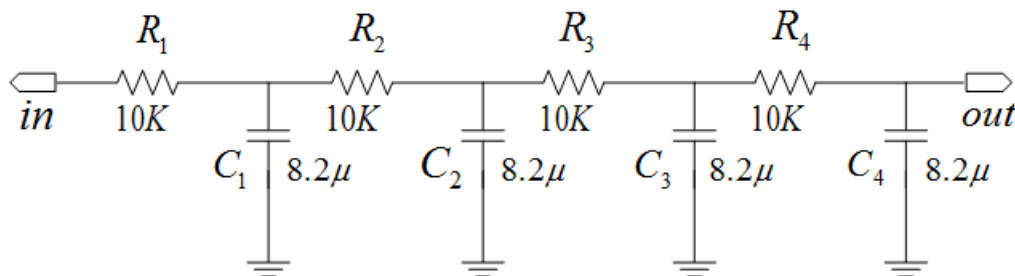 R₁ R₂ R₃ R₄
in 10K 10K 10K 10K out
C₁ 8.2μ C₂ 8.2μ C₃ 8.2μ C₄ 8.2μ